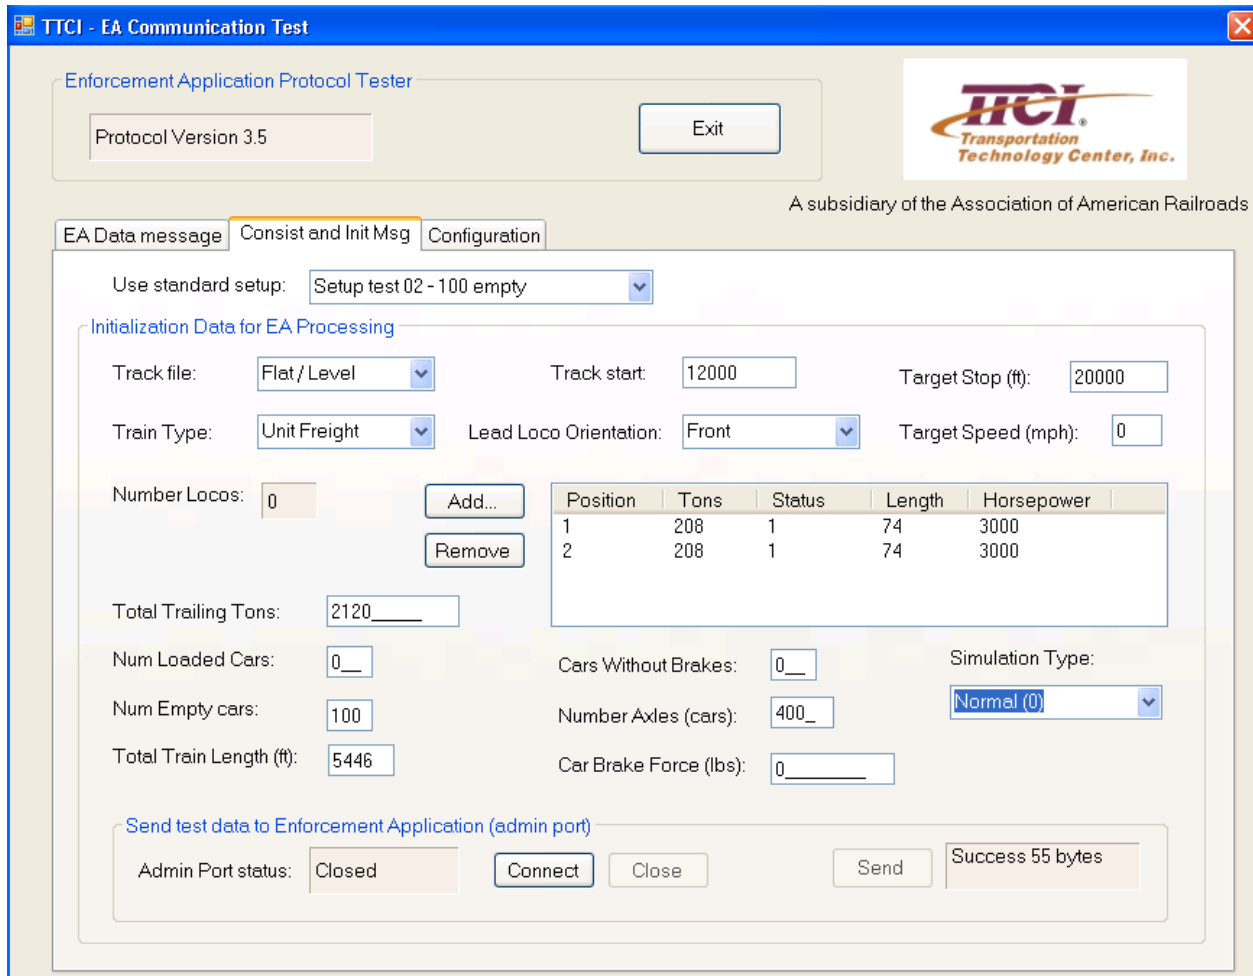 TTCI - EA Communication Test
Enforcement Application Protocol Tester
Protocol Version 3.5
Exit
TTCI®
Transportation
Technology Center, Inc.
A subsidiary of the Association of American Railroads
EA Data message Consist and Init Msg Configuration
Use standard setup: Setup test 02 - 100 empty
Initialization Data for EA Processing
Track file: Flat / Level Track start: 12000 Target Stop (ft): 20000
Train Type: Unit Freight Lead Loco Orientation: Front Target Speed (mph): 0
Number Locos: 0 Add...
Remove
Position Tons Status Length Horsepower
1 208 1 74 3000
2 208 1 74 3000
Total Trailing Tons: 2120_____
Num Loaded Cars: 0__ Cars Without Brakes: 0__ Simulation Type:
Num Empty cars: 100 Number Axles (cars): 400_ Normal (0)
Total Train Length (ft): 5446 Car Brake Force (lbs): 0________
Send test data to Enforcement Application (admin port)
Admin Port status: Closed Connect Close Send Success 55 bytes